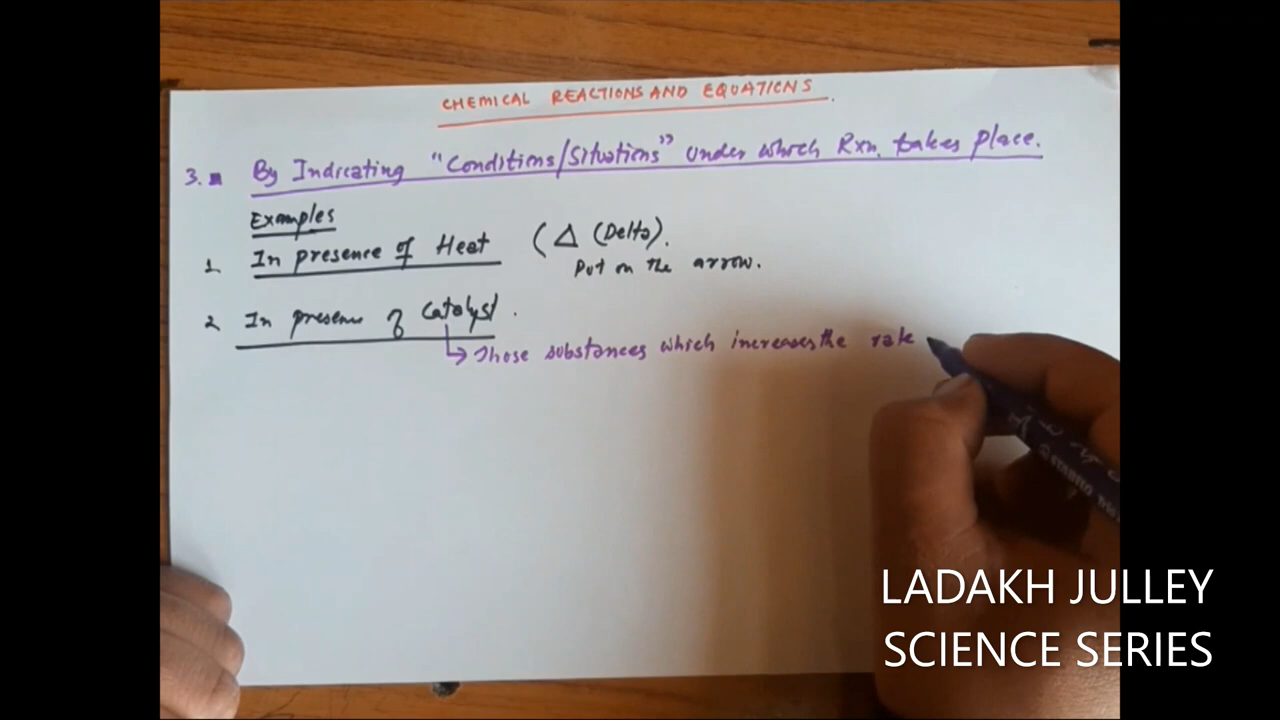 CHEMICAL REACTIONS AND EQUATIONS.
3. By Indicating "Conditions/Situations" under which Rxn. takes place.
Examples
1. In presence of Heat (Δ (Delta).
Put on the arrow.
2. In presence of Catalyst.
↳ Those substances which increases the rate
STABILO
LADAKH JULLEY
SCIENCE SERIES